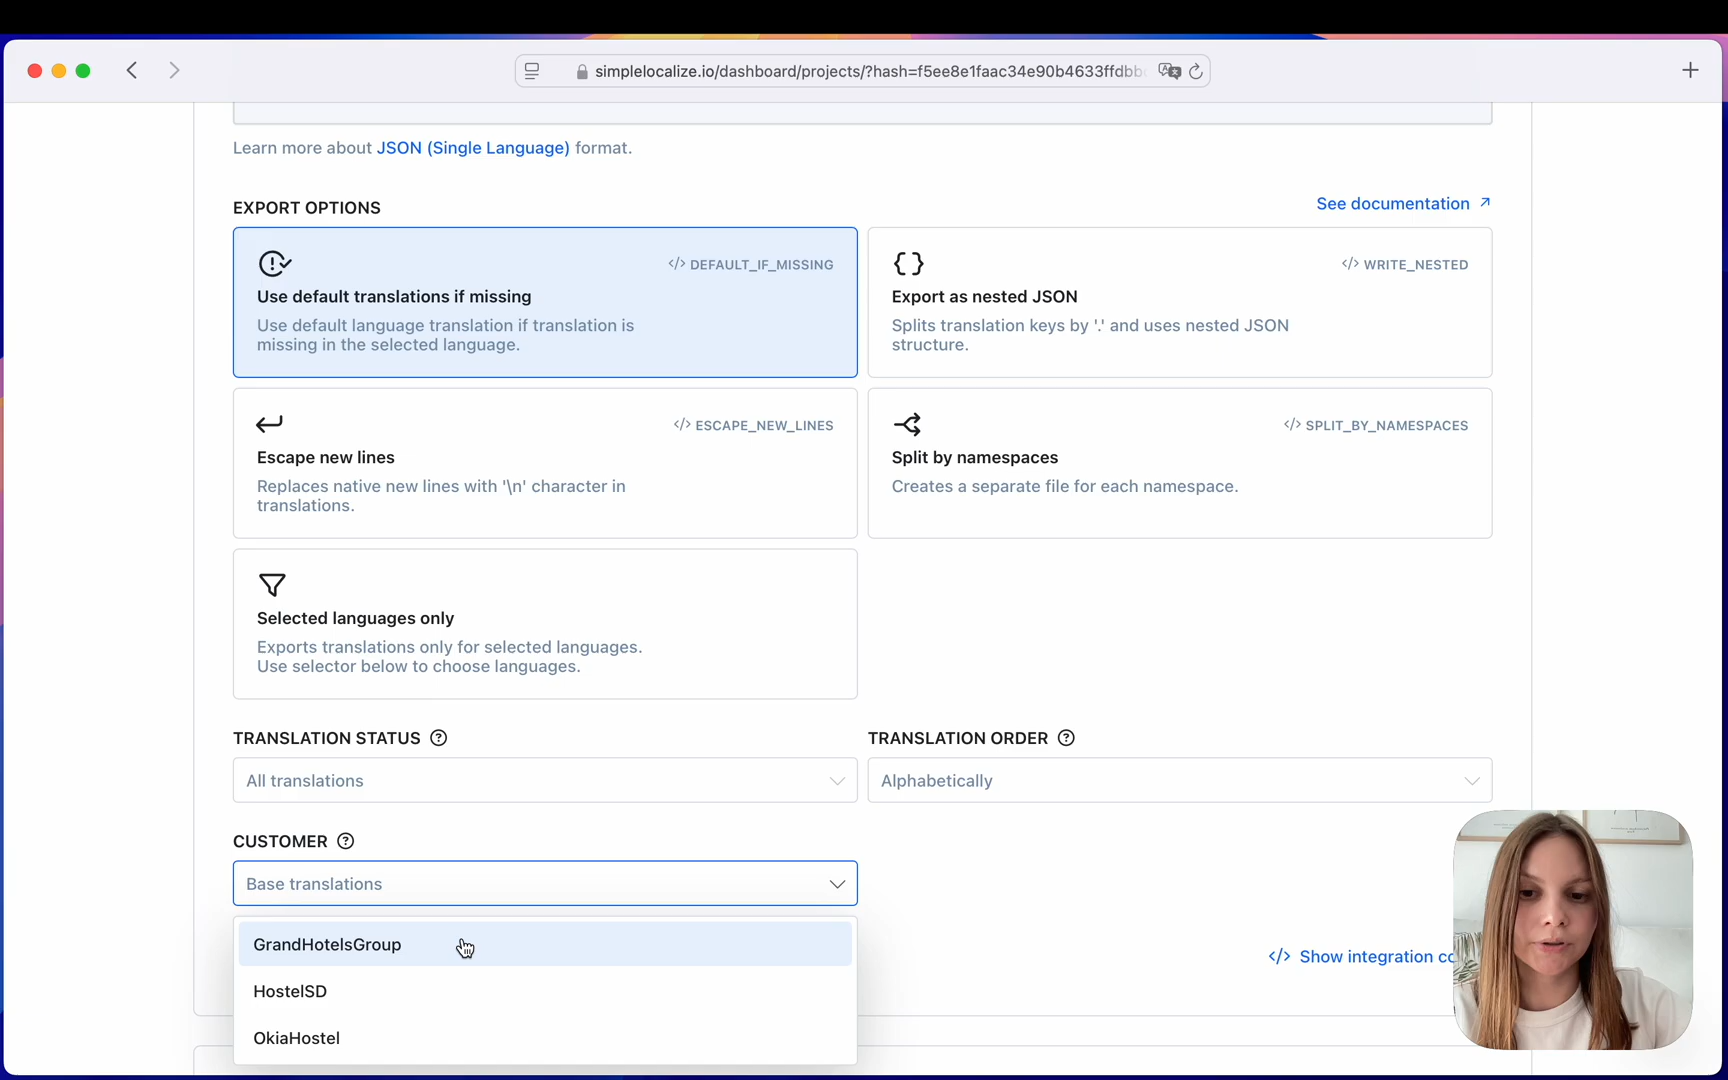 simplelocalize.io/dashboard/projects/?hash=f5ee8e1faac34e90b4633ffdbb
Learn more about JSON (Single Language) format.
EXPORT OPTIONS
See documentation
</> DEFAULT_IF_MISSING
Use default translations if missing
Use default language translation if translation is
missing in the selected language.
</> WRITE_NESTED
Export as nested JSON
Splits translation keys by '.' and uses nested JSON
structure.
</> ESCAPE_NEW_LINES
Escape new lines
Replaces native new lines with '\n' character in
translations.
</> SPLIT_BY_NAMESPACES
Split by namespaces
Creates a separate file for each namespace.
Selected languages only
Exports translations only for selected languages.
Use selector below to choose languages.
TRANSLATION STATUS
All translations
TRANSLATION ORDER
Alphabetically
CUSTOMER
Base translations
GrandHotelsGroup
HostelSD
OkiaHostel
</> Show integration co